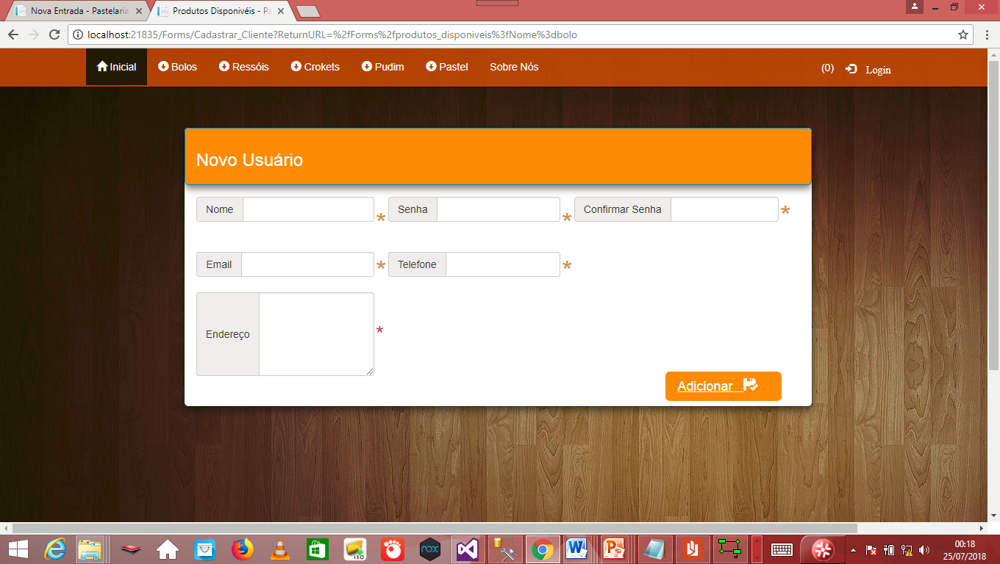 Nova Entrada - Pastelaria
Produtos Disponivéis - Pa
localhost:21835/Forms/Cadastrar_Cliente?ReturnURL=%2fForms%2fprodutos_disponiveis%3fNome%3dbolo
Inicial Bolos Ressóis Crokets Pudim Pastel Sobre Nós (0) Login
Novo Usuário
Nome * Senha * Confirmar Senha *
Email * Telefone *
Endereço *
Adicionar
ISO
nox
00:18
25/07/2018